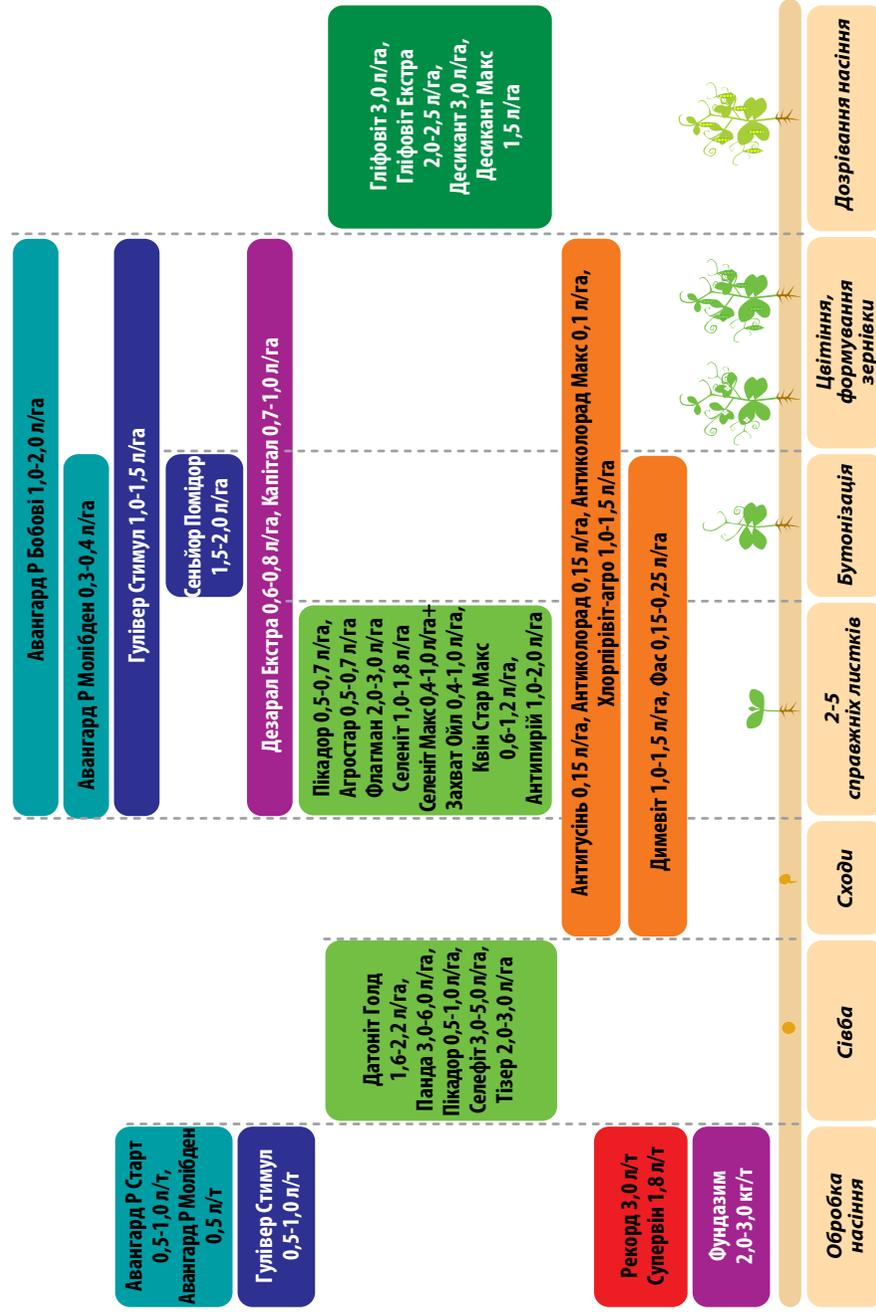 Авангард Р Бобові 1,0-2,0 л/га
Авангард Р Молібден 0,3-0,4 л/га
Авангард Р Старт
0,5-1,0 л/т,
Авангард Р Молібден
0,5 л/т
Гулівер Стимул 1,0-1,5 л/га
Сеньйор Помідор
1,5-2,0 л/га
Гулівер Стимул
0,5-1,0 л/т
Дезарал Екстра 0,6-0,8 л/га, Капітал 0,7-1,0 л/га
Датоніт Голд
1,6-2,2 л/га,
Панда 3,0-6,0 л/га,
Пікадор 0,5-1,0 л/га,
Селефіт 3,0-5,0 л/га,
Тізер 2,0-3,0 л/га
Пікадор 0,5-0,7 л/га,
Агростар 0,5-0,7 л/га
Флагман 2,0-3,0 л/га
Селеніт 1,0-1,8 л/га
Селеніт Макс 0,4-1,0 л/га+
Захват Ойл 0,4-1,0 л/га,
Квін Стар Макс
0,6-1,2 л/га,
Антипирій 1,0-2,0 л/га
Гліфовіт 3,0 л/га,
Гліфовіт Екстра
2,0-2,5 л/га,
Десикант 3,0 л/га,
Десикант Макс
1,5 л/га
Антигусінь 0,15 л/га, Антиколорад 0,15 л/га, Антиколорад Макс 0,1 л/га,
Хлорпірівіт-агро 1,0-1,5 л/га
Рекорд 3,0 л/т
Супервін 1,8 л/т
Димевіт 1,0-1,5 л/га, Фас 0,15-0,25 л/га
Фундазим
2,0-3,0 кг/т
Обробка
насіння
Сівба
Сходи
2-5
справжніх листків
Бутонізація
Цвітіння,
формування
зернівки
Дозрівання насіння